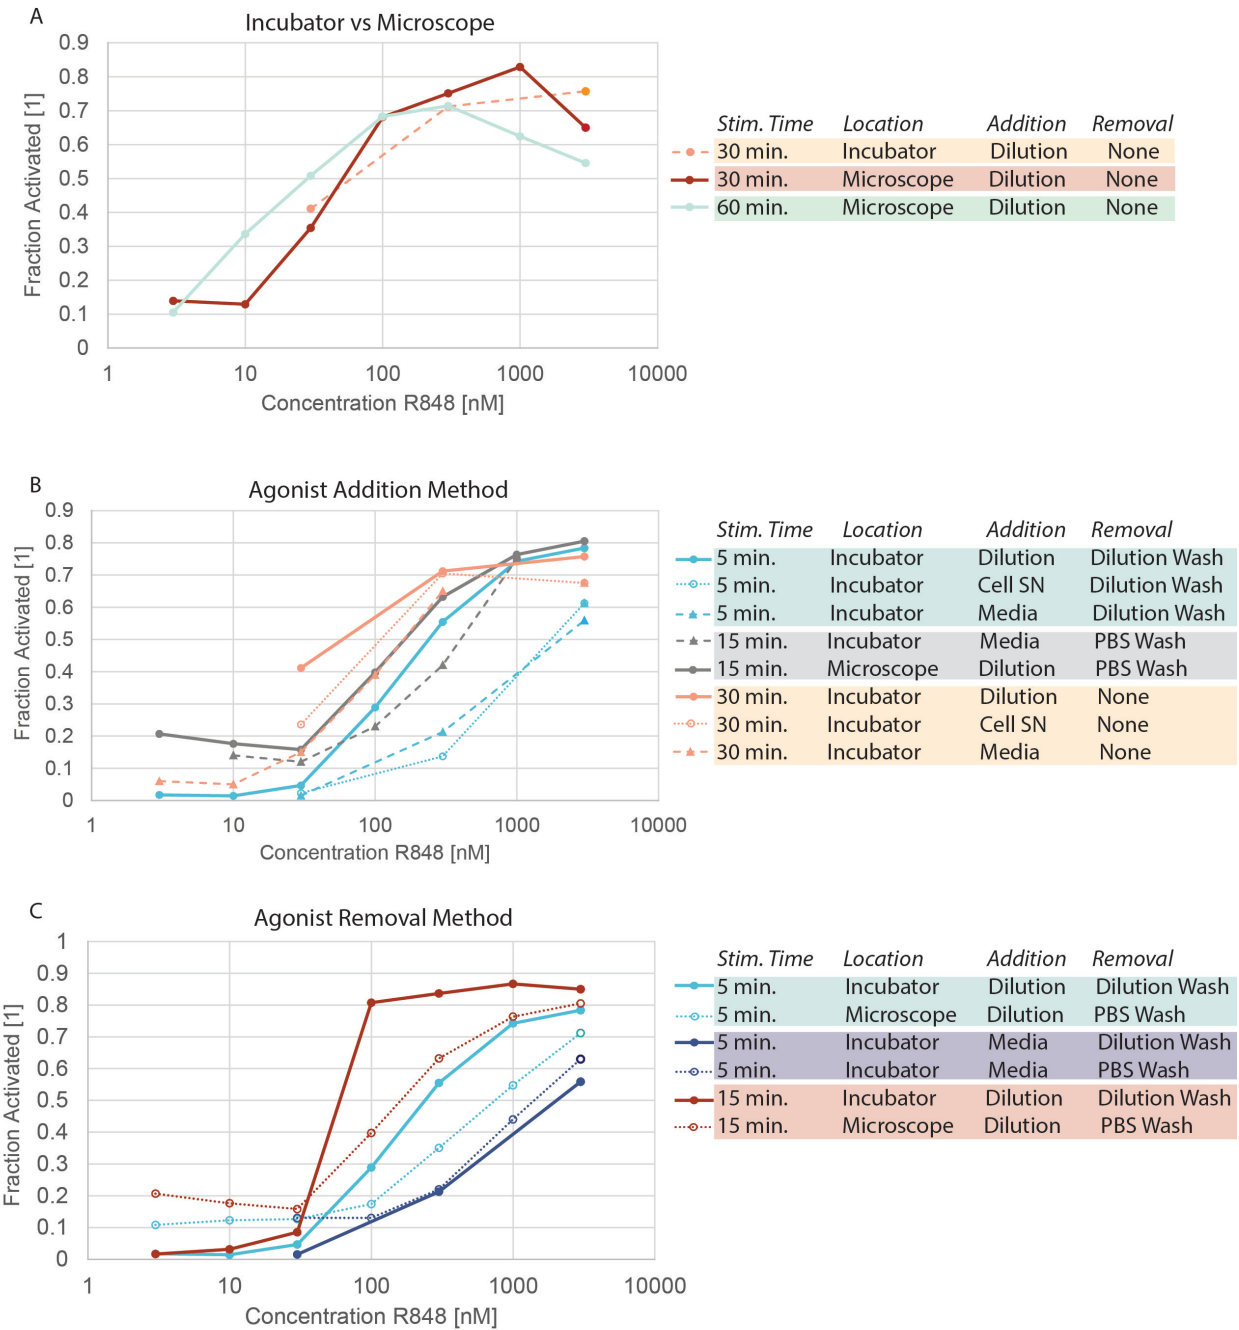 A
Incubator vs Microscope
0.9
0.8
0.7
0.6
0.5
0.4
0.3
0.2
0.1
0
Fraction Activated [1]
1 10 100 1000 10000
Concentration R848 [nM]
Stim. Time Location Addition Removal
30 min. Incubator Dilution None
30 min. Microscope Dilution None
60 min. Microscope Dilution None
B
Agonist Addition Method
0.9
0.8
0.7
0.6
0.5
0.4
0.3
0.2
0.1
0
Fraction Activated [1]
1 10 100 1000 10000
Concentration R848 [nM]
Stim. Time Location Addition Removal
5 min. Incubator Dilution Dilution Wash
5 min. Incubator Cell SN Dilution Wash
5 min. Incubator Media Dilution Wash
15 min. Incubator Media PBS Wash
15 min. Microscope Dilution PBS Wash
30 min. Incubator Dilution None
30 min. Incubator Cell SN None
30 min. Incubator Media None
C
Agonist Removal Method
1
0.9
0.8
0.7
0.6
0.5
0.4
0.3
0.2
0.1
0
Fraction Activated [1]
1 10 100 1000 10000
Concentration R848 [nM]
Stim. Time Location Addition Removal
5 min. Incubator Dilution Dilution Wash
5 min. Microscope Dilution PBS Wash
5 min. Incubator Media Dilution Wash
5 min. Incubator Media PBS Wash
15 min. Incubator Dilution Dilution Wash
15 min. Microscope Dilution PBS Wash